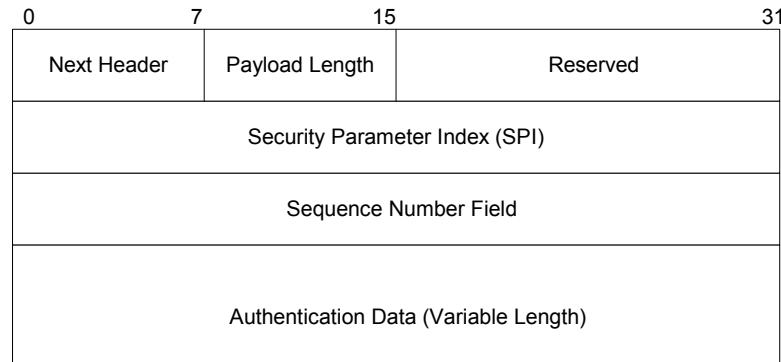 0 7 15 31
Next Header Payload Length Reserved
Security Parameter Index (SPI)
Sequence Number Field
Authentication Data (Variable Length)